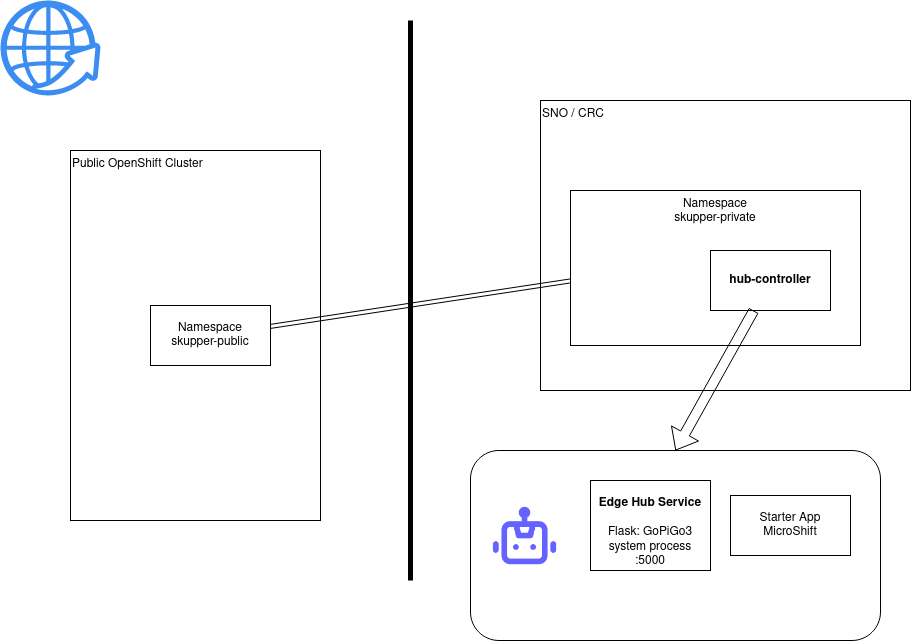 Public OpenShift Cluster
Namespace
skupper-public
SNO / CRC
Namespace
skupper-private
hub-controller
Edge Hub Service
Flask: GoPiGo3
system process
:5000
Starter App
MicroShift